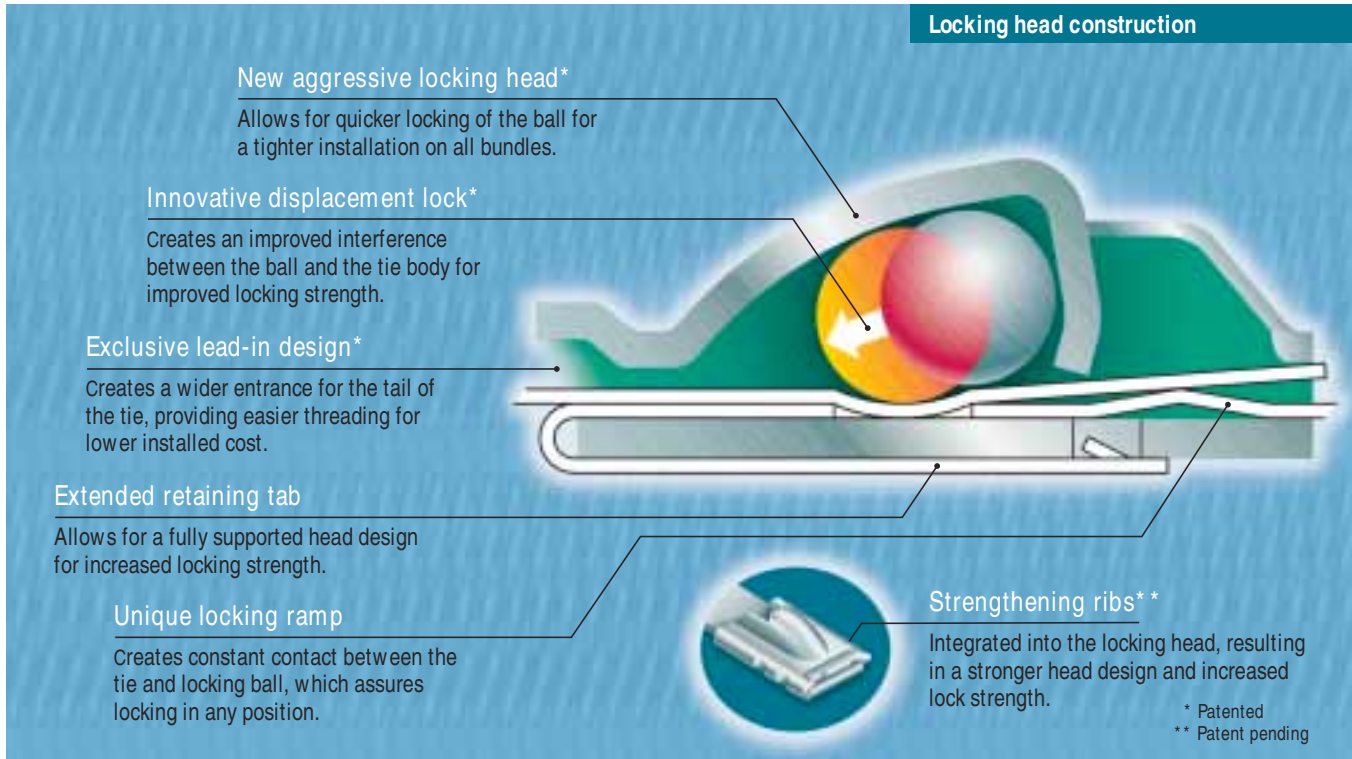 Locking head construction
New aggressive locking head*
Allows for quicker locking of the ball for
a tighter installation on all bundles.
Innovative displacement lock*
Creates an improved interference
between the ball and the tie body for
improved locking strength.
Exclusive lead-in design*
Creates a wider entrance for the tail of
the tie, providing easier threading for
lower installed cost.
Extended retaining tab
Allows for a fully supported head design
for increased locking strength.
Unique locking ramp
Creates constant contact between the
tie and locking ball, which assures
locking in any position.
Strengthening ribs**
Integrated into the locking head, resulting
in a stronger head design and increased
lock strength.
* Patented
** Patent pending